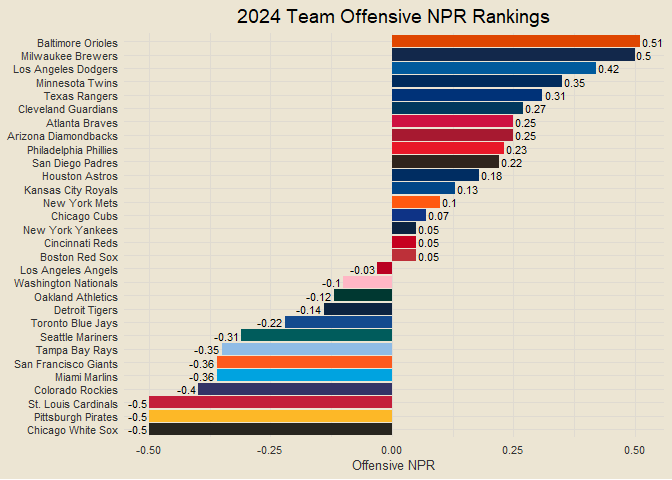 2024 Team Offensive NPR Rankings
Baltimore Orioles 0.51
Milwaukee Brewers 0.5
Los Angeles Dodgers 0.42
Minnesota Twins 0.35
Texas Rangers 0.31
Cleveland Guardians 0.27
Atlanta Braves 0.25
Arizona Diamondbacks 0.25
Philadelphia Phillies 0.23
San Diego Padres 0.22
Houston Astros 0.18
Kansas City Royals 0.13
New York Mets 0.1
Chicago Cubs 0.07
New York Yankees 0.05
Cincinnati Reds 0.05
Boston Red Sox 0.05
Los Angeles Angels -0.03
Washington Nationals -0.1
Oakland Athletics -0.12
Detroit Tigers -0.14
Toronto Blue Jays -0.22
Seattle Mariners -0.31
Tampa Bay Rays -0.35
San Francisco Giants -0.36
Miami Marlins -0.36
Colorado Rockies -0.4
St. Louis Cardinals -0.5
Pittsburgh Pirates -0.5
Chicago White Sox -0.5
-0.50 -0.25 0.00 0.25 0.50
Offensive NPR